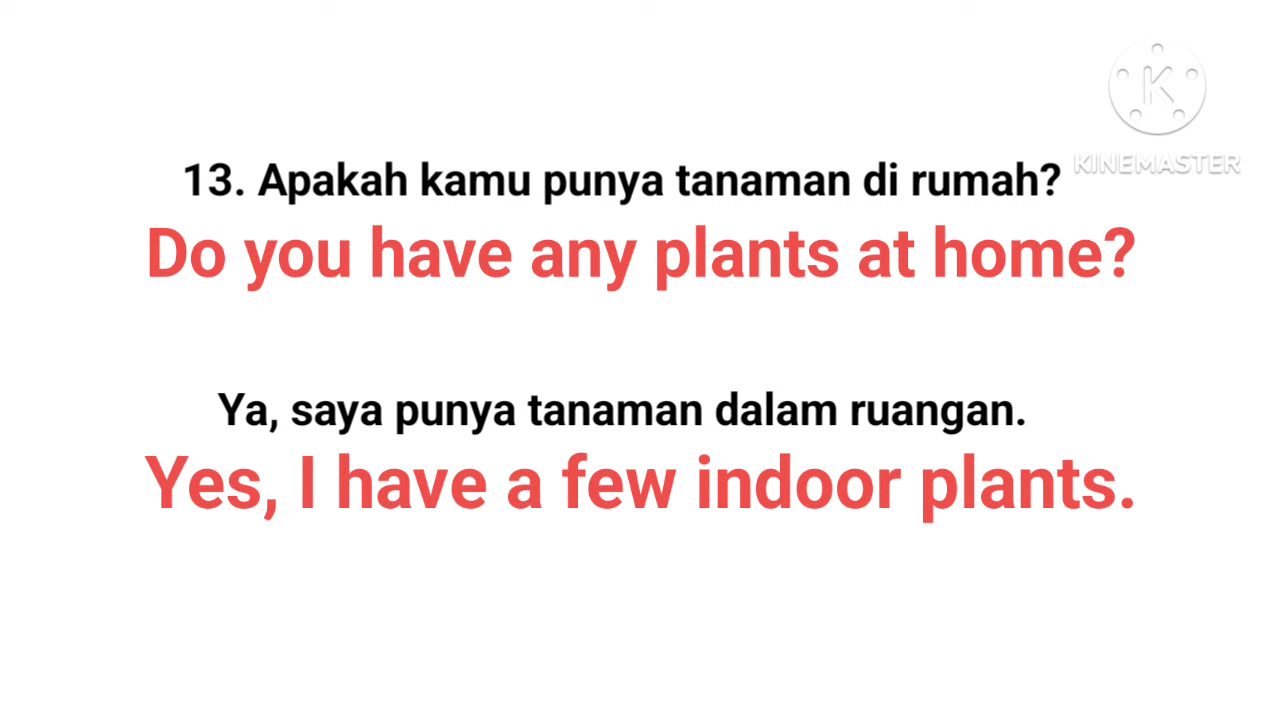 KINEMASTER
13. Apakah kamu punya tanaman di rumah?
Do you have any plants at home?
Ya, saya punya tanaman dalam ruangan.
Yes, I have a few indoor plants.